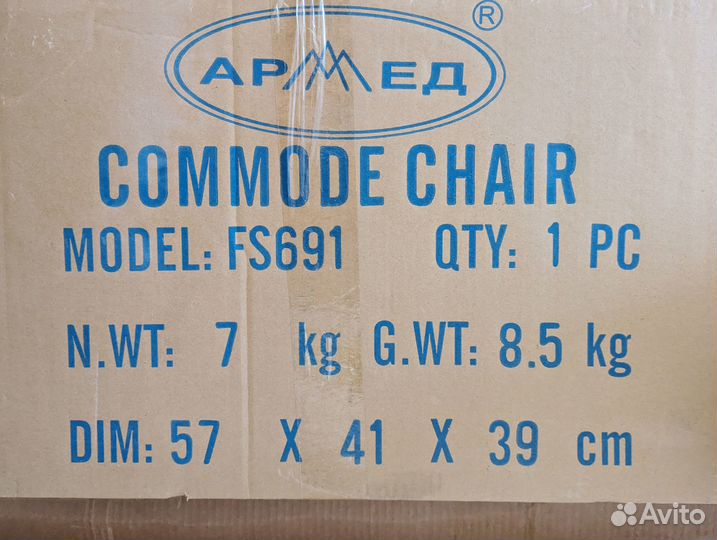 ®
АРМЕД
COMMODE CHAIR
MODEL: FS691 QTY: 1 PC
N.WT: 7 kg G.WT: 8.5 kg
DIM: 57 X 41 X 39 cm
Avito